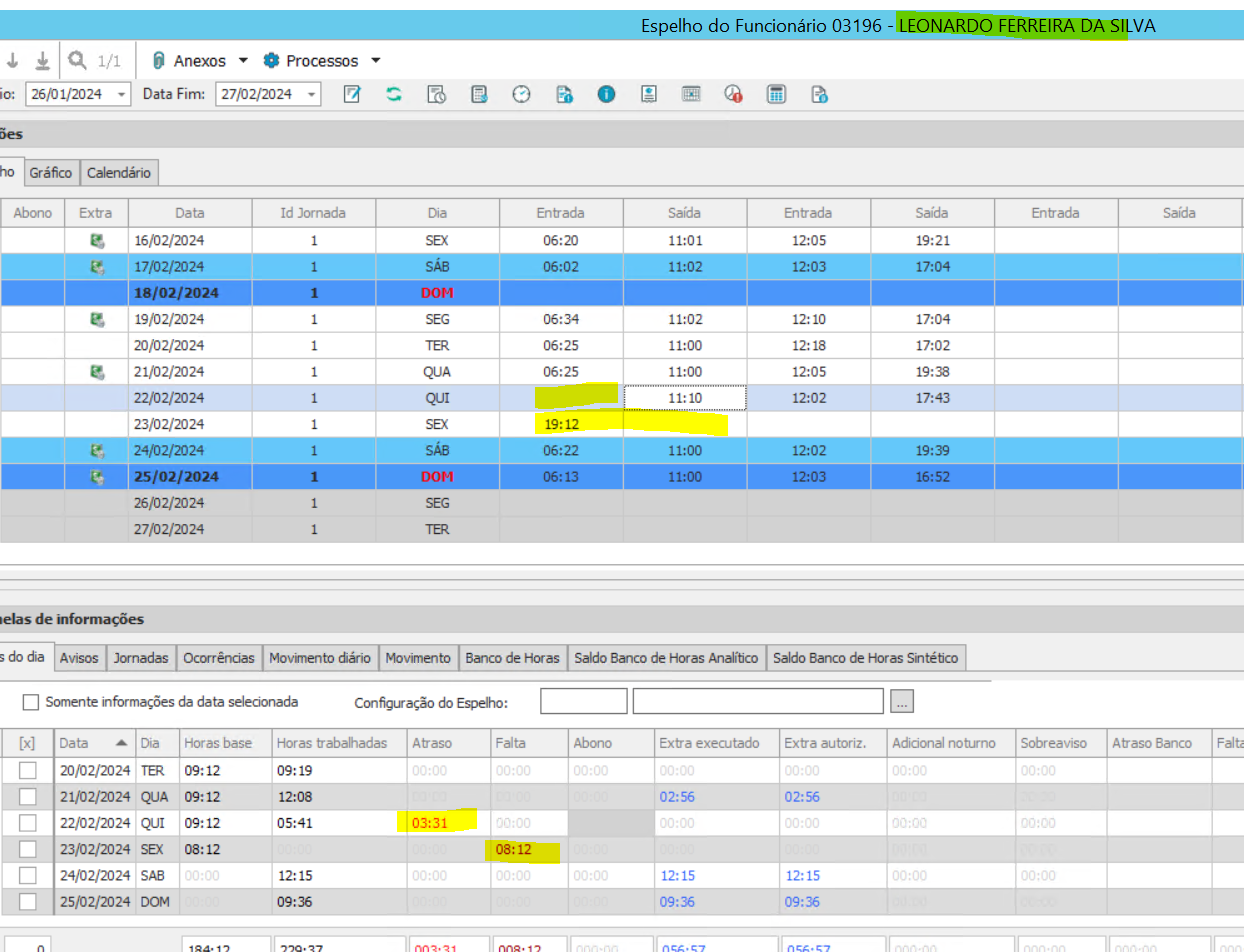 Espelho do Funcionário 03196 - LEONARDO FERREIRA DA SILVA
1/1 Anexos Processos
io: 26/01/2024 Data Fim: 27/02/2024
ões
ho Gráfico Calendário
Abono Extra Data Id Jornada Dia Entrada Saída Entrada Saída Entrada Saída
16/02/2024 1 SEX 06:20 11:01 12:05 19:21
17/02/2024 1 SÁB 06:02 11:02 12:03 17:04
18/02/2024 1 DOM
19/02/2024 1 SEG 06:34 11:02 12:10 17:04
20/02/2024 1 TER 06:25 11:00 12:18 17:02
21/02/2024 1 QUA 06:25 11:00 12:05 19:38
22/02/2024 1 QUI 11:10 12:02 17:43
23/02/2024 1 SEX 19:12
24/02/2024 1 SÁB 06:22 11:00 12:02 19:39
25/02/2024 1 DOM 06:13 11:00 12:03 16:52
26/02/2024 1 SEG
27/02/2024 1 TER
nelas de informações
s do dia Avisos Jornadas Ocorrências Movimento diário Movimento Banco de Horas Saldo Banco de Horas Analítico Saldo Banco de Horas Sintético
Somente informações da data selecionada Configuração do Espelho: ...
[x] Data Dia Horas base Horas trabalhadas Atraso Falta Abono Extra executado Extra autoriz. Adicional noturno Sobreaviso Atraso Banco Falta
20/02/2024 TER 09:12 09:19 00:00 00:00 00:00 00:00 00:00 00:00 00:00
21/02/2024 QUA 09:12 12:08 00:00 00:00 00:00 02:56 02:56 00:00 00:00
22/02/2024 QUI 09:12 05:41 03:31 00:00 00:00 00:00 00:00 00:00
23/02/2024 SEX 08:12 00:00 00:00 08:12 00:00 00:00 00:00 00:00 00:00
24/02/2024 SAB 00:00 12:15 00:00 00:00 00:00 12:15 12:15 00:00 00:00
25/02/2024 DOM 00:00 09:36 00:00 00:00 00:00 09:36 09:36 00:00 00:00
0 184:12 229:37 003:31 008:12 000:00 056:57 056:57 000:00 000:00 000:00